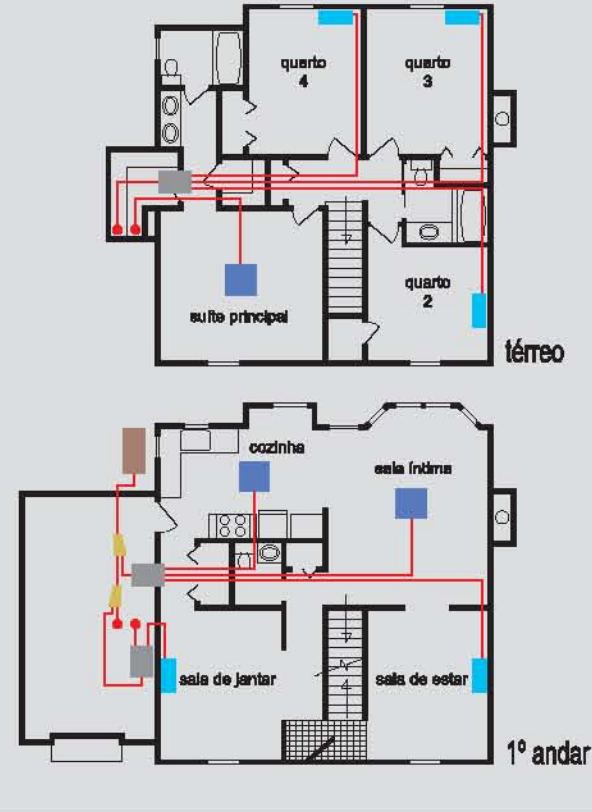 quarto
4
quarto
3
quarto
2
suíte principal
térreo
cozinha
sala íntima
sala de jantar
sala de estar
1º andar